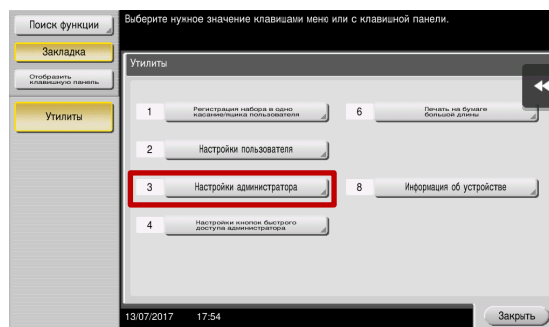 Поиск функции
Выберите нужное значение клавишами меню или с клавишной панели.
Закладка
Отобразить
клавишную панель
Утилиты
Утилиты
1
Регистрация набора в одно
касание/ящика пользователя
6
Печать на бумаге
большой длины
2
Настройки пользователя
3
Настройки администратора
8
Информация об устройстве
4
Настройки кнопок быстрого
доступа администратора
13/07/2017 17:54
Закрыть